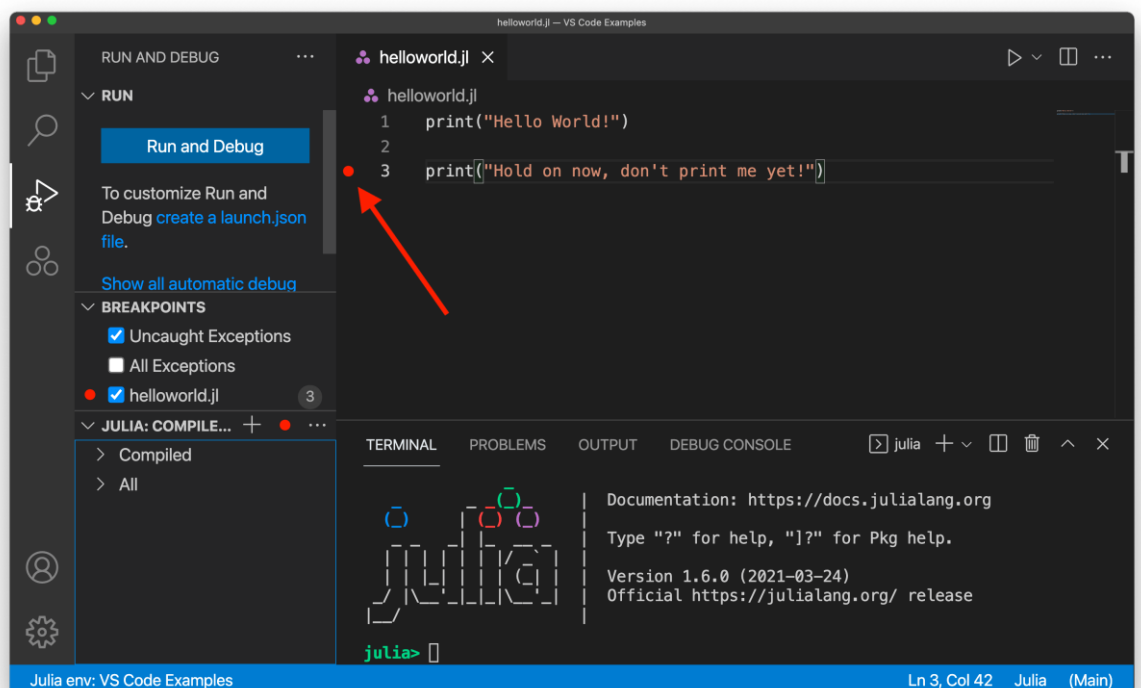 helloworld.jl — VS Code Examples
RUN AND DEBUG
RUN
Run and Debug
To customize Run and
Debug create a launch.json
file.
Show all automatic debug
BREAKPOINTS
Uncaught Exceptions
All Exceptions
helloworld.jl 3
JULIA: COMPILE...
Compiled
All
helloworld.jl
helloworld.jl
1 print("Hello World!")
2
3 print("Hold on now, don't print me yet!")
TERMINAL PROBLEMS OUTPUT DEBUG CONSOLE julia
julia
Documentation: https://docs.julialang.org
Type "?" for help, "]?" for Pkg help.
Version 1.6.0 (2021-03-24)
Official https://julialang.org/ release
julia>
Julia env: VS Code Examples Ln 3, Col 42 Julia (Main)